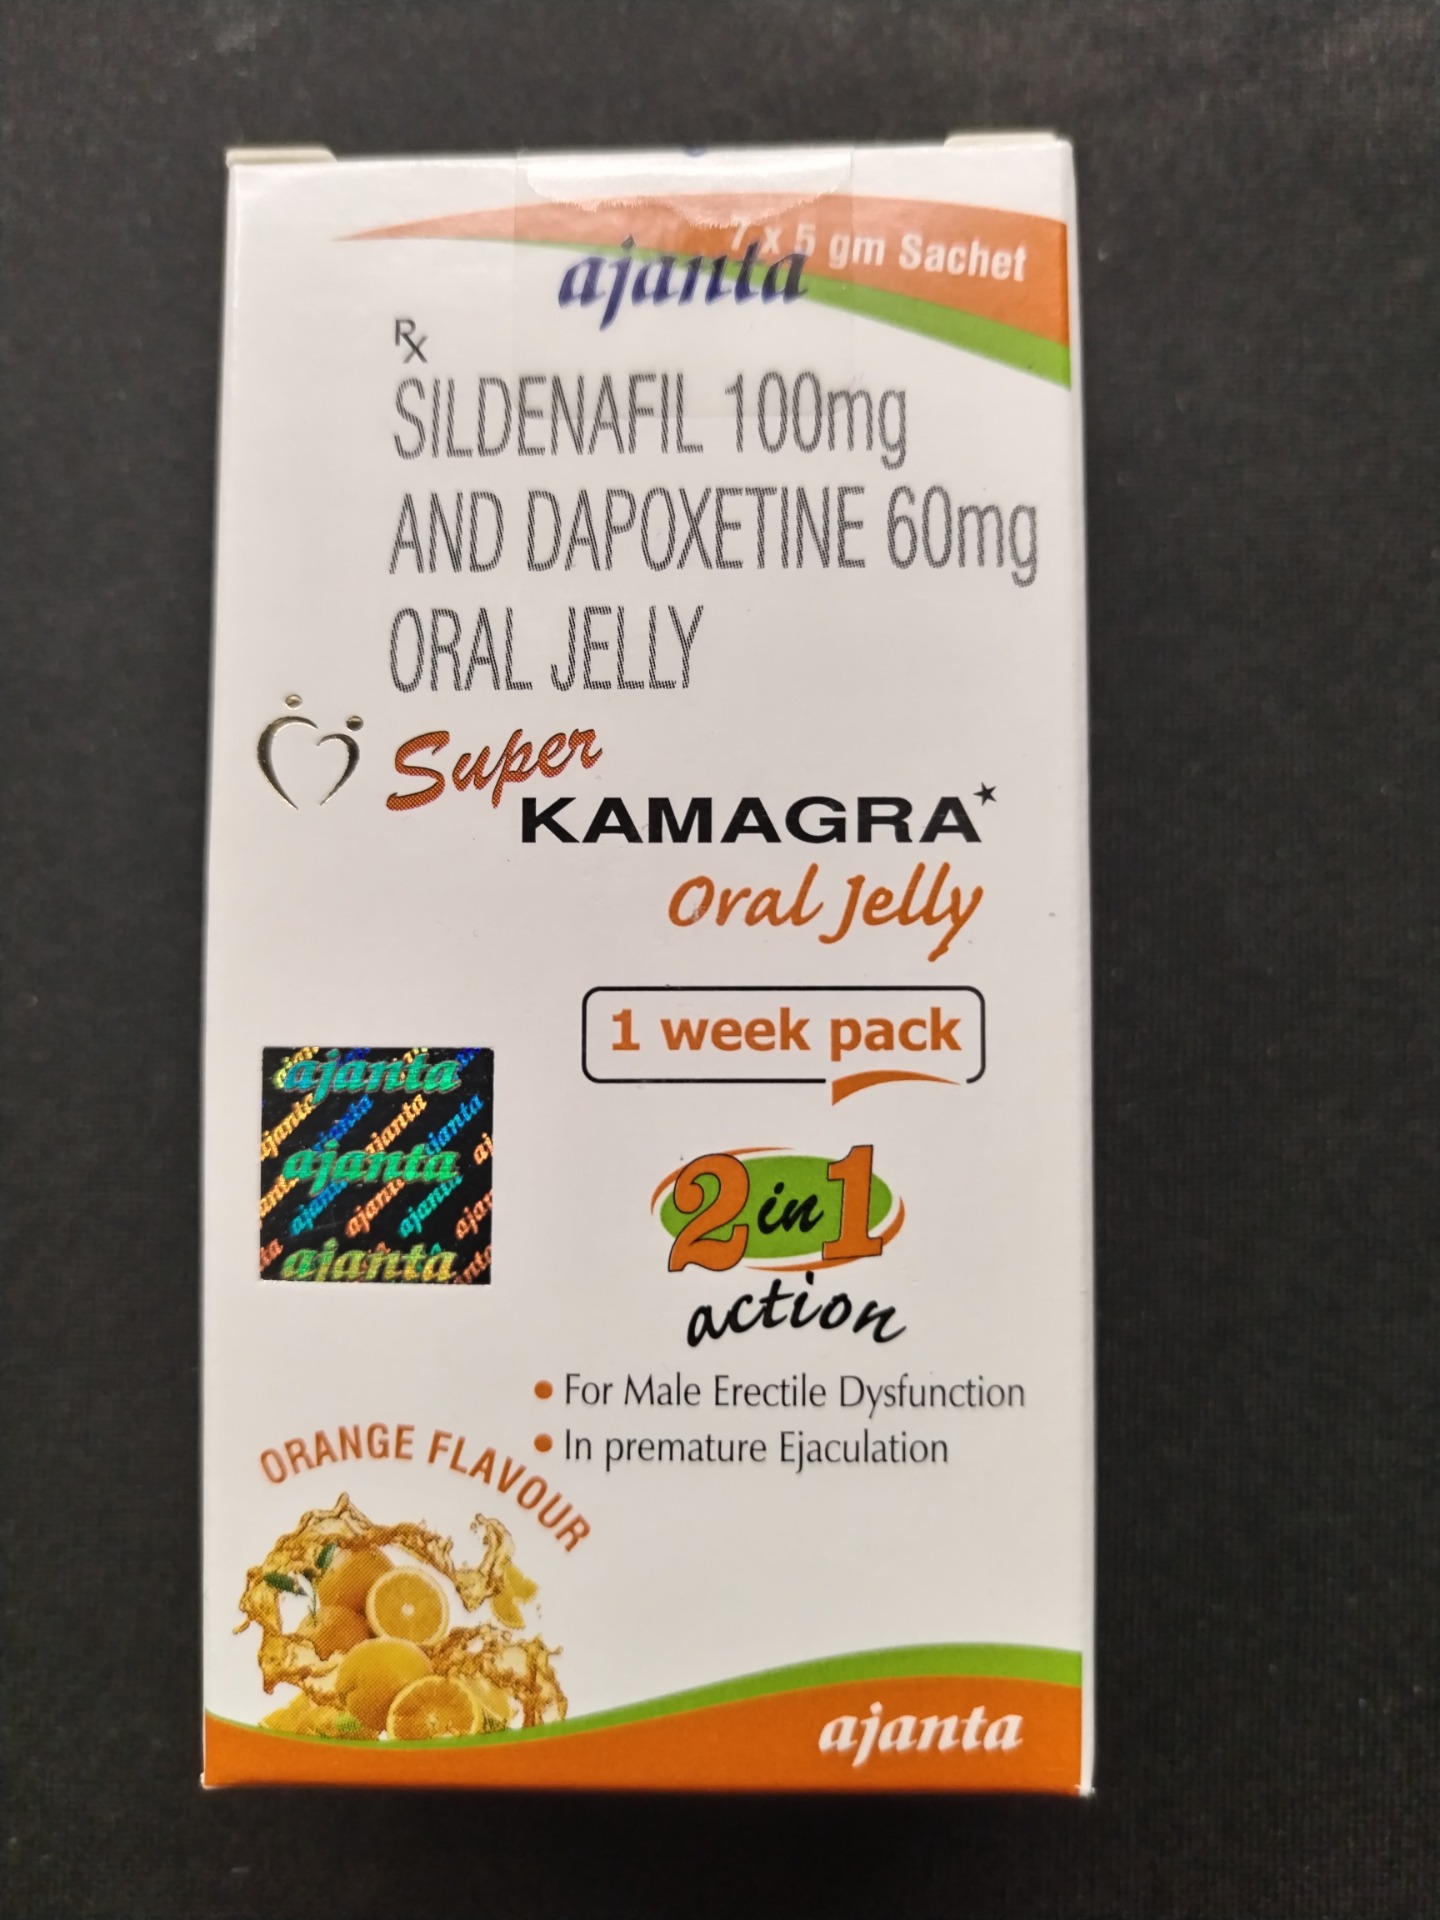 7 x 5 gm Sachet
ajanta
Rx
SILDENAFIL 100mg
AND DAPOXETINE 60mg
ORAL JELLY
Super
KAMAGRA*
Oral Jelly
1 week pack
ajanta
ajanta
ajanta
2 in 1
action
• For Male Erectile Dysfunction
• In premature Ejaculation
ORANGE FLAVOUR
ajanta